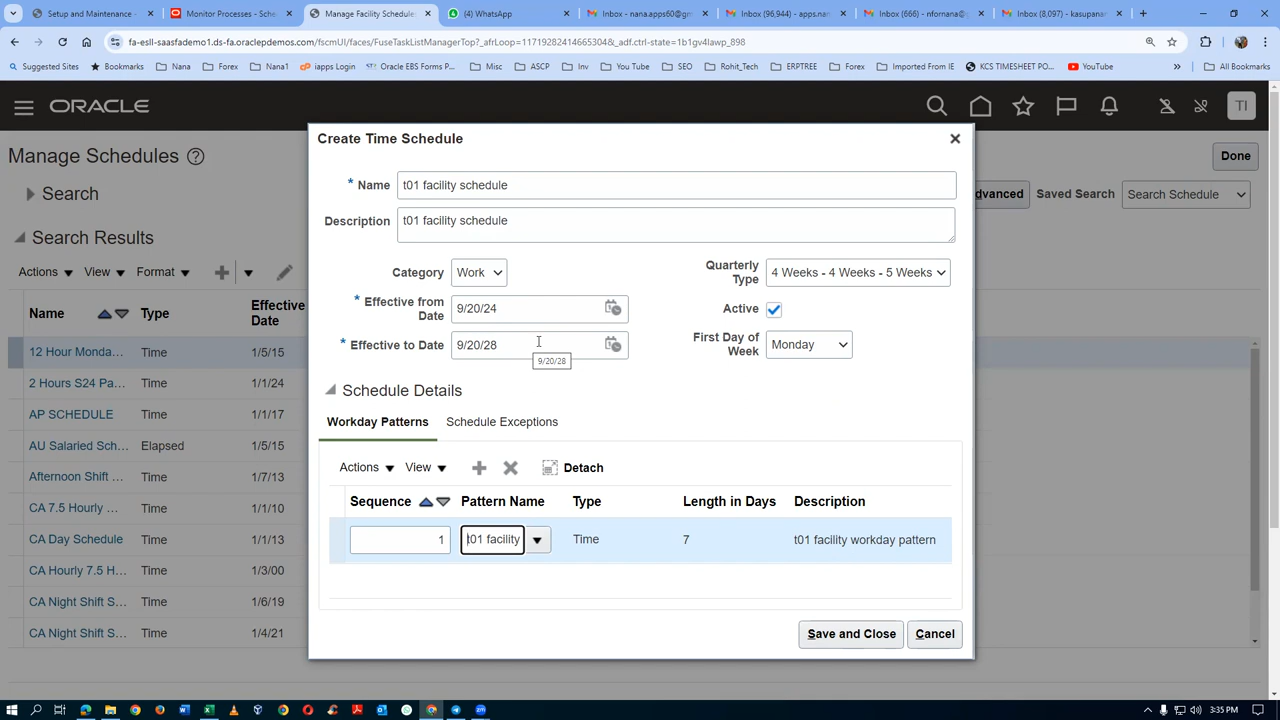 Setup and Maintenance -
Monitor Processes - Sche
Manage Facility Schedules
(4) WhatsApp
Inbox - nana.apps60@gm
Inbox (96,944) - apps.nan
Inbox (666) - nfornana@g
Inbox (8,097) - kasupana
fa-esll-saasfademo1.ds-fa.oraclepdemos.com/fscmUI/faces/FuseTaskListManagerTop?_afrLoop=117192824146653048&_adf.ctrl-state=1b1gv4lawp_898
Suggested Sites
Bookmarks
Nana
Forex
Nana1
iapps Login
Oracle EBS Forms P...
Misc
ASCP
Inv
You Tube
SEO
Rohit_Tech
ERPTREE
Forex
Imported From IE
KCS TIMESHEET PO...
YouTube
All Bookmarks
ORACLE
TI
Manage Schedules
Done
Search
dvanced
Saved Search
Search Schedule
Search Results
Actions
View
Format
Name
Type
Effective
Date
12 Hour Monda...
Time
1/5/15
2 Hours S24 Pa...
Time
1/1/24
AP SCHEDULE
Time
1/1/17
AU Salaried Sch...
Elapsed
1/5/15
Afternoon Shift ...
Time
1/7/13
CA 7.5 Hourly ...
Time
1/1/10
CA Day Schedule
Time
1/1/13
CA Hourly 7.5 H...
Time
1/3/00
CA Night Shift S...
Time
1/6/19
CA Night Shift S...
Time
1/4/21
Create Time Schedule
* Name
t01 facility schedule
Description
t01 facility schedule
Category
Work
Quarterly
Type
4 Weeks - 4 Weeks - 5 Weeks
* Effective from
Date
9/20/24
Active
* Effective to Date
9/20/28
9/20/28
First Day of
Week
Monday
Schedule Details
Workday Patterns
Schedule Exceptions
Actions
View
Detach
Sequence
Pattern Name
Type
Length in Days
Description
1
t01 facility
Time
7
t01 facility workday pattern
Save and Close
Cancel
3:35 PM